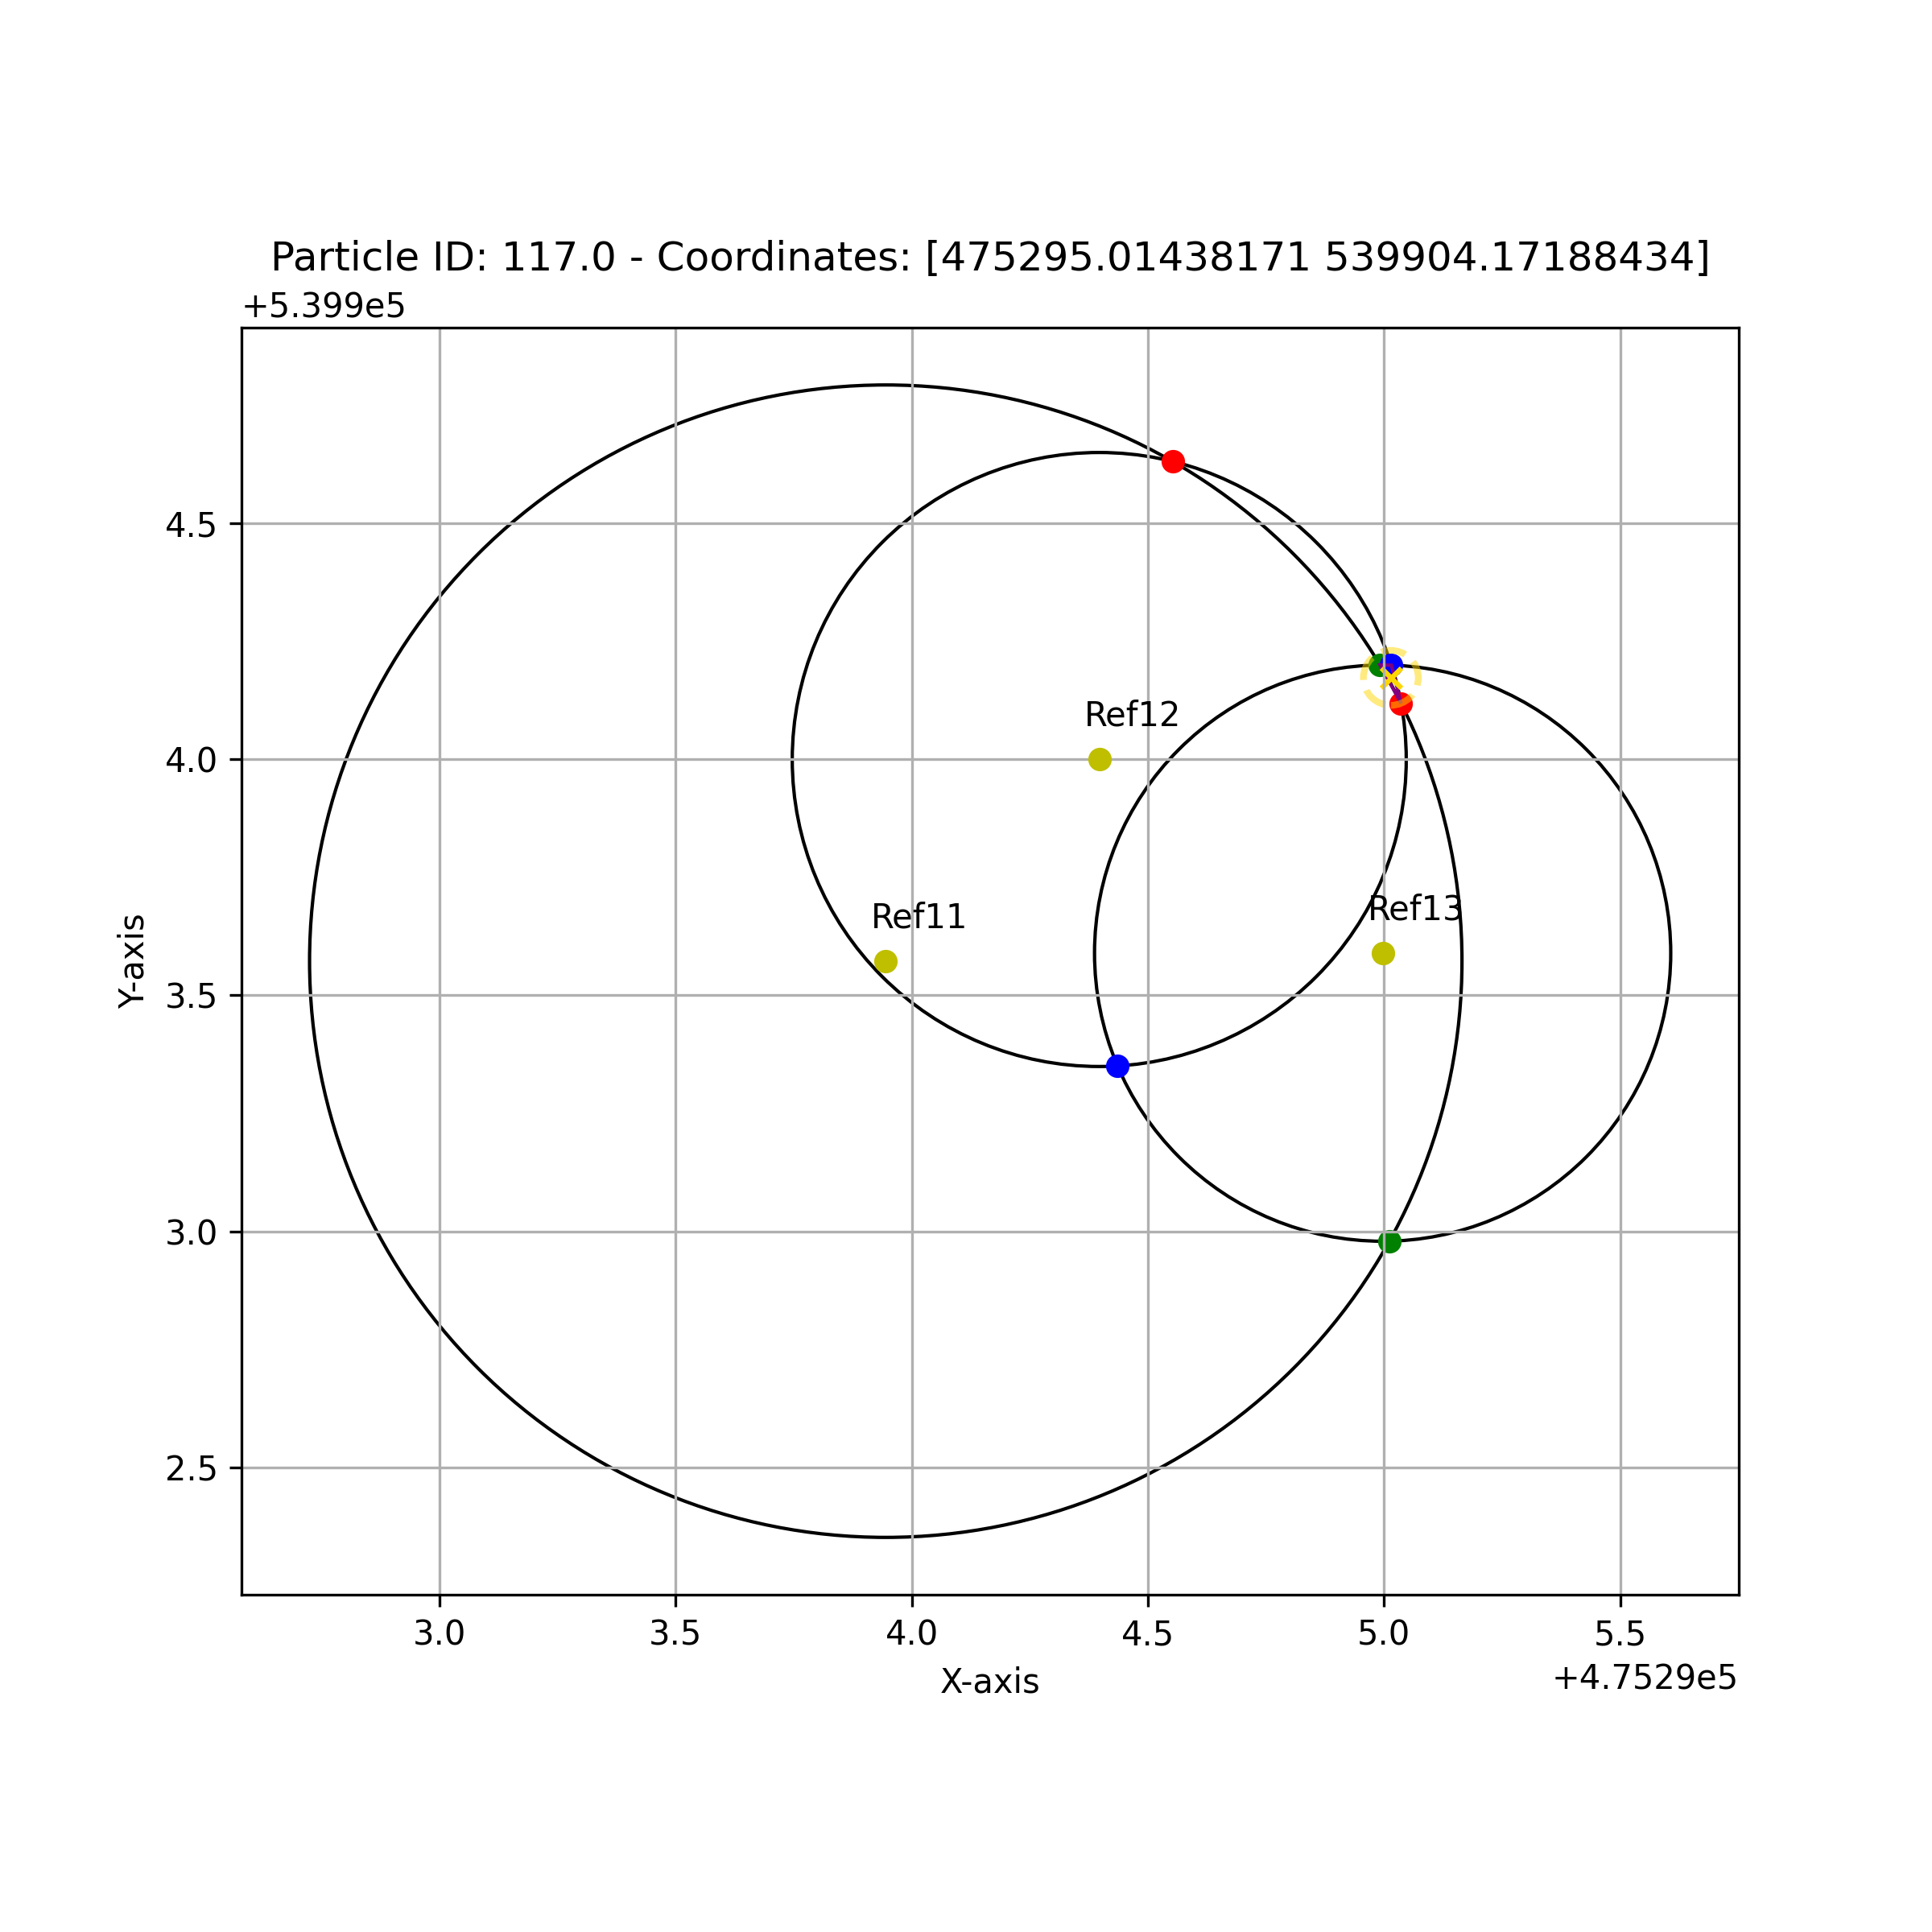 Particle ID: 117.0 - Coordinates: [475295.01438171 539904.17188434]
+5.399e5
4.5
Ref12
4.0
Ref13
Ref11
Y-axis
3.5
3.0
2.5
3.0 3.5 4.0 4.5 5.0 5.5
X-axis
+4.7529e5